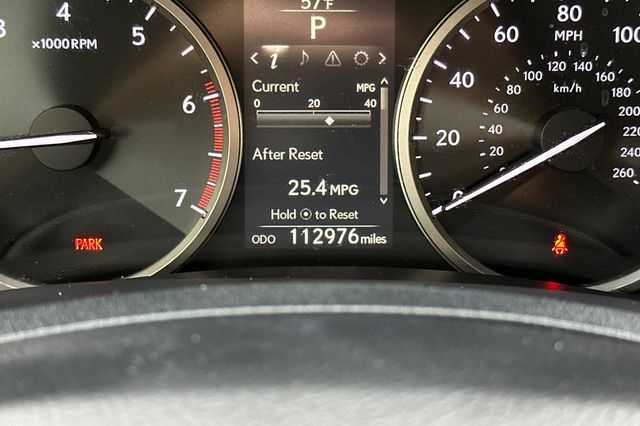 57°F
P
i
Current MPG
0 20 40
After Reset
25.4 MPG
Hold to Reset
ODO 112976 miles
4
5
6
7
x1000RPM
PARK
0
20
40
60
80
100
MPH
km/h
20
40
60
80
100
120
140
160
180
200
220
240
260